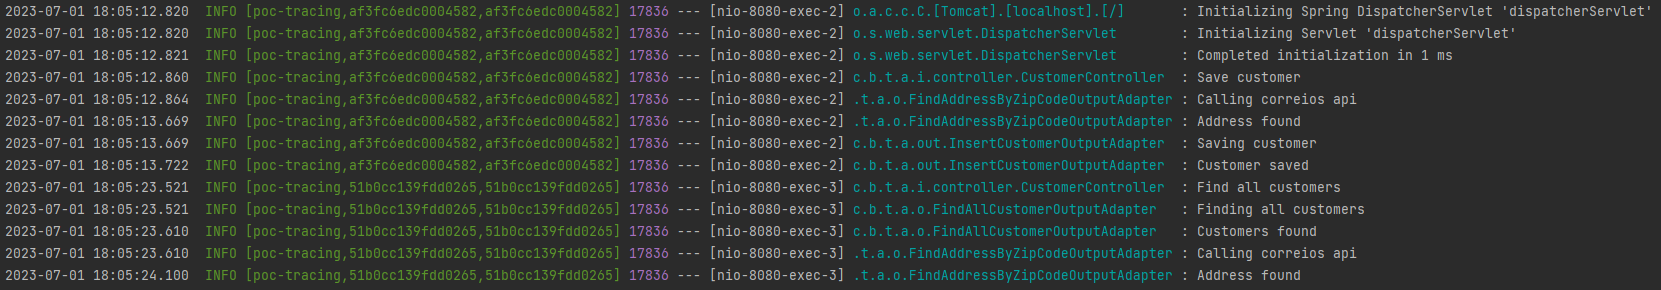 2023-07-01 18:05:12.820  INFO [poc-tracing,af3fc6edc0004582,af3fc6edc0004582] 17836 --- [nio-8080-exec-2] o.a.c.c.C.[Tomcat].[localhost].[/]       : Initializing Spring DispatcherServlet 'dispatcherServlet'
2023-07-01 18:05:12.820  INFO [poc-tracing,af3fc6edc0004582,af3fc6edc0004582] 17836 --- [nio-8080-exec-2] o.s.web.servlet.DispatcherServlet        : Initializing Servlet 'dispatcherServlet'
2023-07-01 18:05:12.821  INFO [poc-tracing,af3fc6edc0004582,af3fc6edc0004582] 17836 --- [nio-8080-exec-2] o.s.web.servlet.DispatcherServlet        : Completed initialization in 1 ms
2023-07-01 18:05:12.860  INFO [poc-tracing,af3fc6edc0004582,af3fc6edc0004582] 17836 --- [nio-8080-exec-2] c.b.t.a.i.controller.CustomerController  : Save customer
2023-07-01 18:05:12.864  INFO [poc-tracing,af3fc6edc0004582,af3fc6edc0004582] 17836 --- [nio-8080-exec-2] .t.a.o.FindAddressByZipCodeOutputAdapter : Calling correios api
2023-07-01 18:05:13.669  INFO [poc-tracing,af3fc6edc0004582,af3fc6edc0004582] 17836 --- [nio-8080-exec-2] .t.a.o.FindAddressByZipCodeOutputAdapter : Address found
2023-07-01 18:05:13.669  INFO [poc-tracing,af3fc6edc0004582,af3fc6edc0004582] 17836 --- [nio-8080-exec-2] c.b.t.a.out.InsertCustomerOutputAdapter  : Saving customer
2023-07-01 18:05:13.722  INFO [poc-tracing,af3fc6edc0004582,af3fc6edc0004582] 17836 --- [nio-8080-exec-2] c.b.t.a.out.InsertCustomerOutputAdapter  : Customer saved
2023-07-01 18:05:23.521  INFO [poc-tracing,51b0cc139fdd0265,51b0cc139fdd0265] 17836 --- [nio-8080-exec-3] c.b.t.a.i.controller.CustomerController  : Find all customers
2023-07-01 18:05:23.521  INFO [poc-tracing,51b0cc139fdd0265,51b0cc139fdd0265] 17836 --- [nio-8080-exec-3] c.b.t.a.o.FindAllCustomerOutputAdapter   : Finding all customers
2023-07-01 18:05:23.610  INFO [poc-tracing,51b0cc139fdd0265,51b0cc139fdd0265] 17836 --- [nio-8080-exec-3] c.b.t.a.o.FindAllCustomerOutputAdapter   : Customers found
2023-07-01 18:05:23.610  INFO [poc-tracing,51b0cc139fdd0265,51b0cc139fdd0265] 17836 --- [nio-8080-exec-3] .t.a.o.FindAddressByZipCodeOutputAdapter : Calling correios api
2023-07-01 18:05:24.100  INFO [poc-tracing,51b0cc139fdd0265,51b0cc139fdd0265] 17836 --- [nio-8080-exec-3] .t.a.o.FindAddressByZipCodeOutputAdapter : Address found